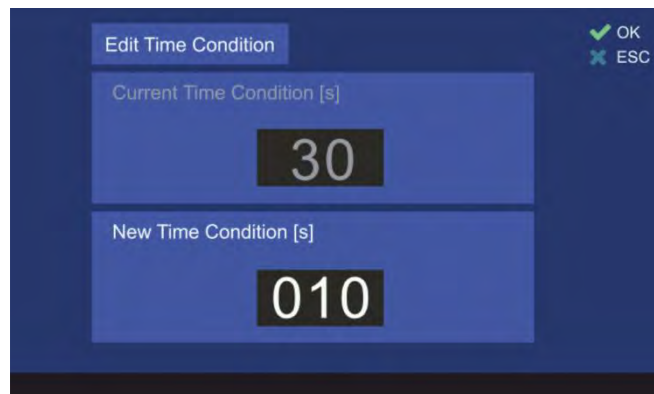 Edit Time Condition
OK
ESC
Current Time Condition [s]
30
New Time Condition [s]
010